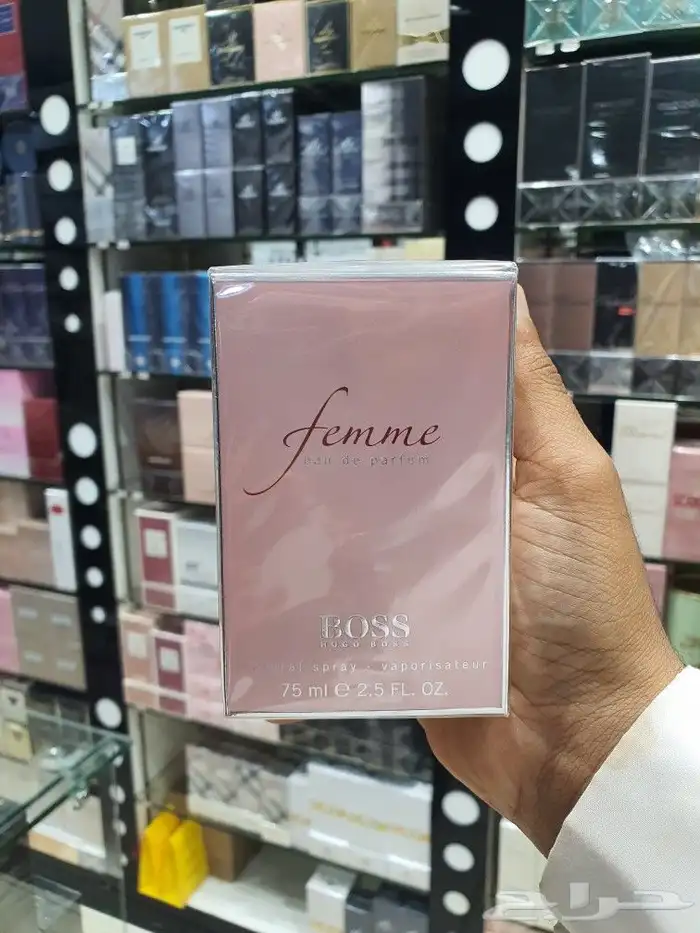 femme
eau de parfum
BOSS
HUGO BOSS
natural spray - vaporisateur
75 ml e 2.5 FL. OZ.
حراج